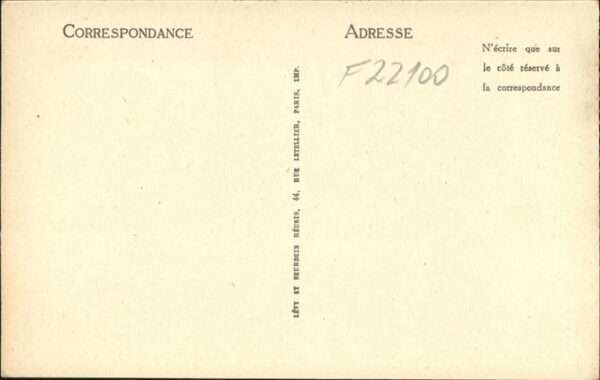 CORRESPONDANCE
ADRESSE
N'écrire que sur
le côté réservé à
la correspondance
F22100
LÉVY ET NEURDEIN RÉUNIS, 44, RUE LETELLIER, PARIS, IMP.